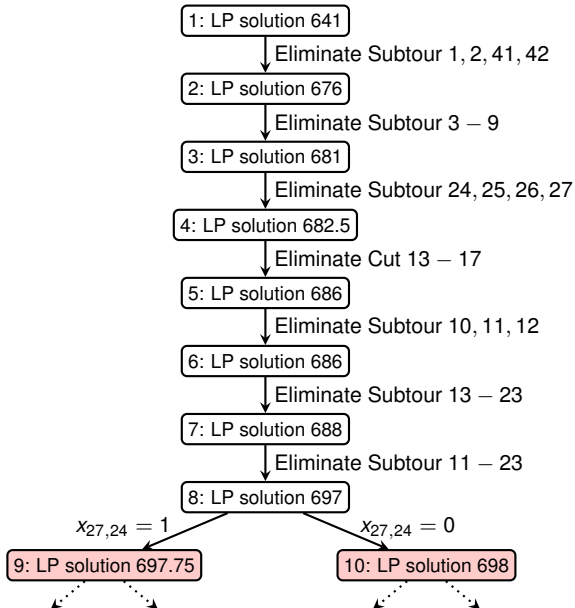 1: LP solution 641
Eliminate Subtour 1, 2, 41, 42
2: LP solution 676
Eliminate Subtour 3 − 9
3: LP solution 681
Eliminate Subtour 24, 25, 26, 27
4: LP solution 682.5
Eliminate Cut 13 − 17
5: LP solution 686
Eliminate Subtour 10, 11, 12
6: LP solution 686
Eliminate Subtour 13 − 23
7: LP solution 688
Eliminate Subtour 11 − 23
8: LP solution 697
x27,24 = 1
x27,24 = 0
9: LP solution 697.75
10: LP solution 698